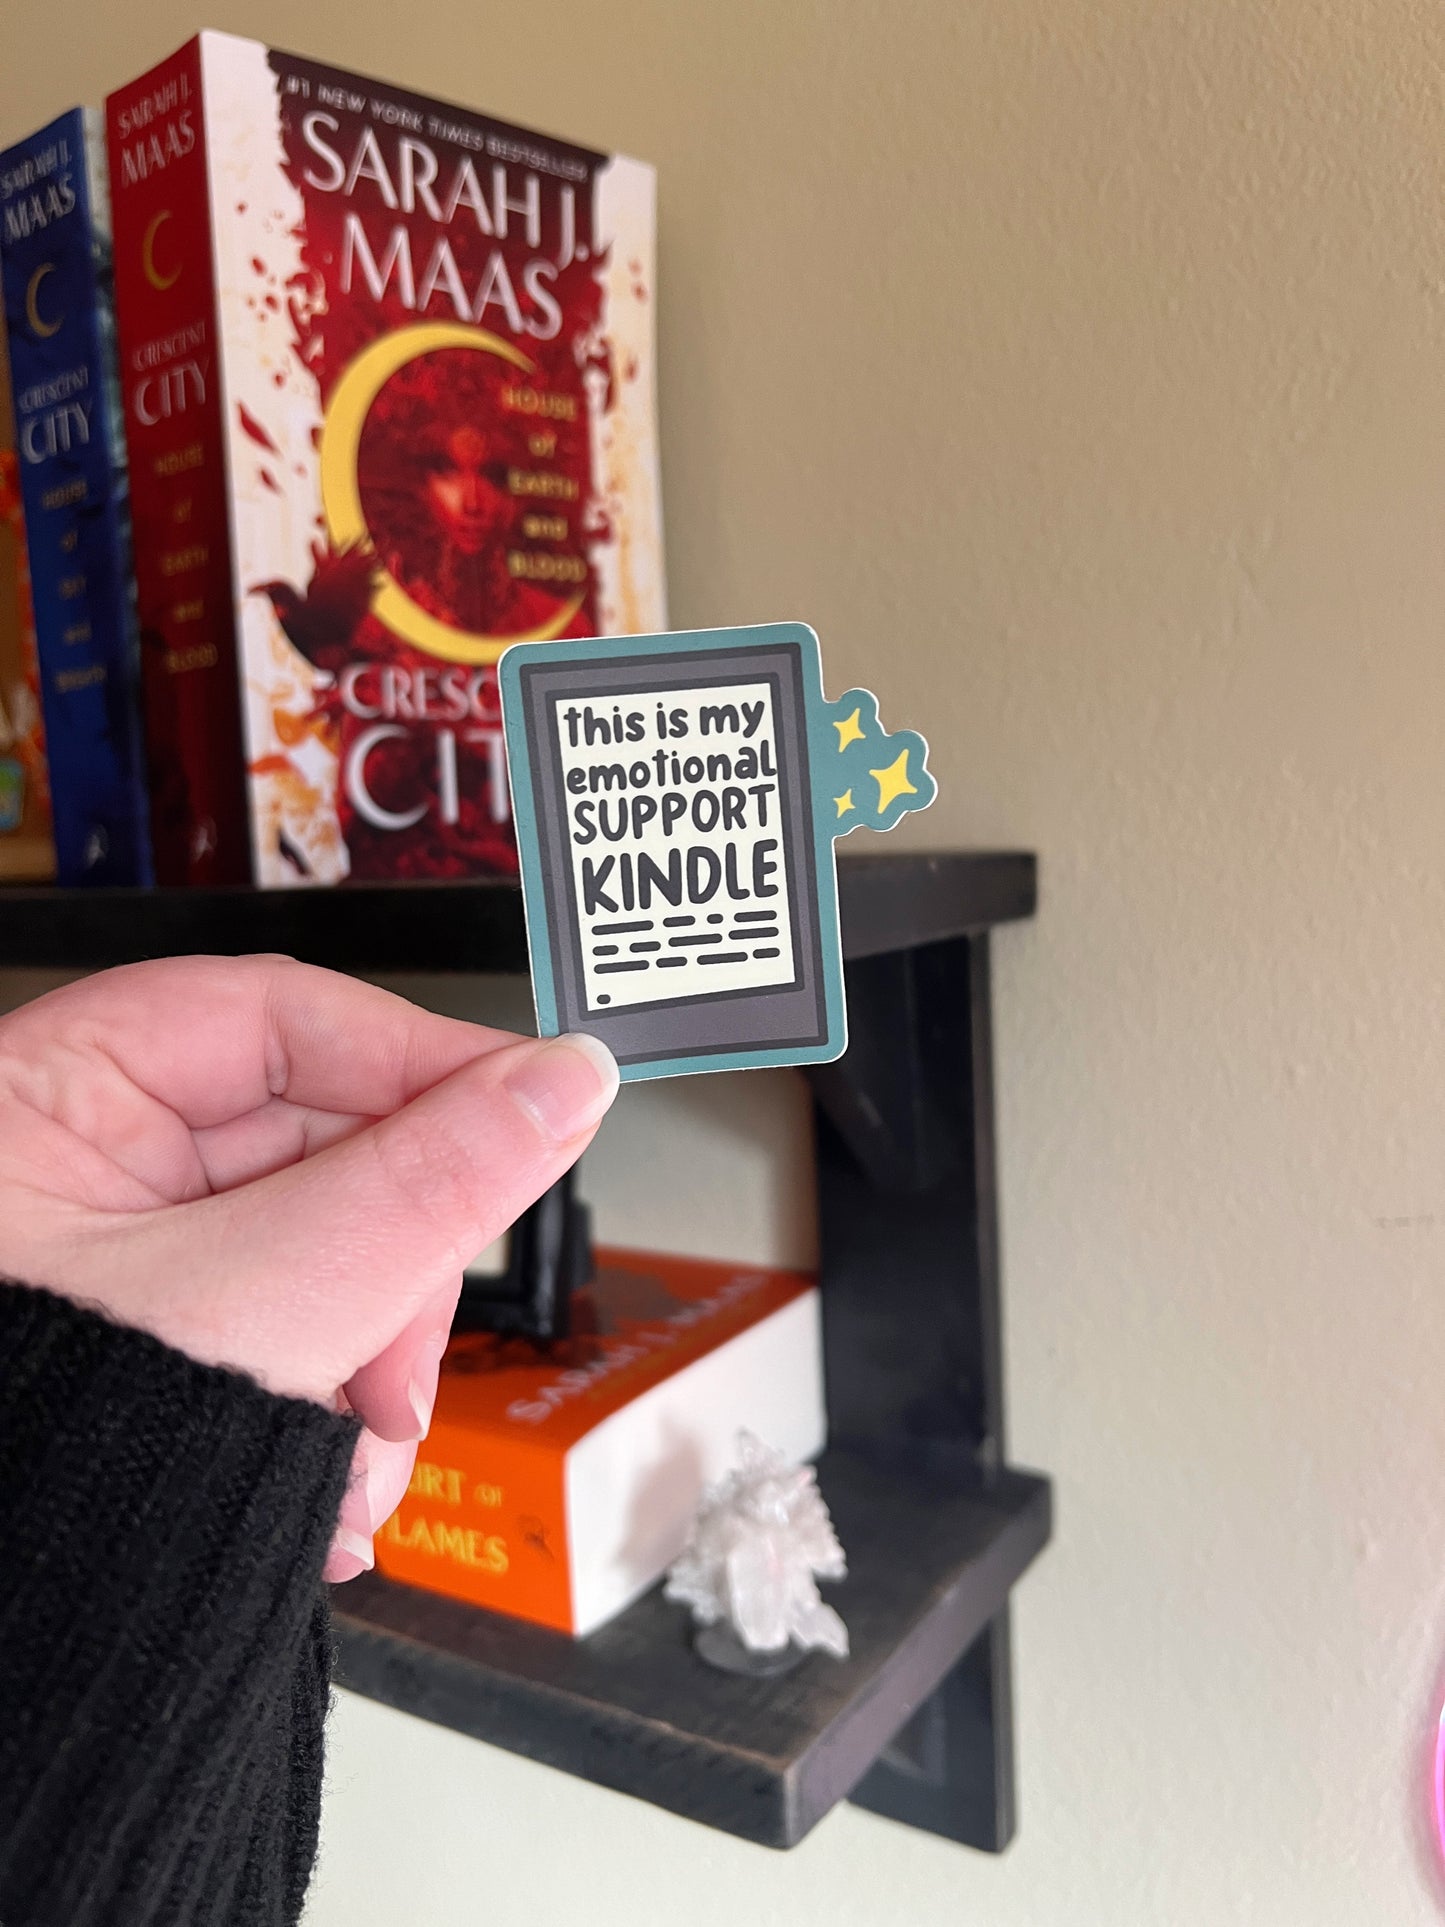 SARAH J.
MAAS
CRESCENT
CITY
HOUSE
OF
SKY
AND
BREATH
SARAH J.
MAAS
CRESCENT
CITY
HOUSE
OF
EARTH
AND
BLOOD
#1 NEW YORK TIMES BESTSELLER
SARAH J.
MAAS
HOUSE
of
EARTH
and
BLOOD
CRESC
CIT
this is my
emotional
SUPPORT
KINDLE
SARAH J. MAAS
OF
LAMES